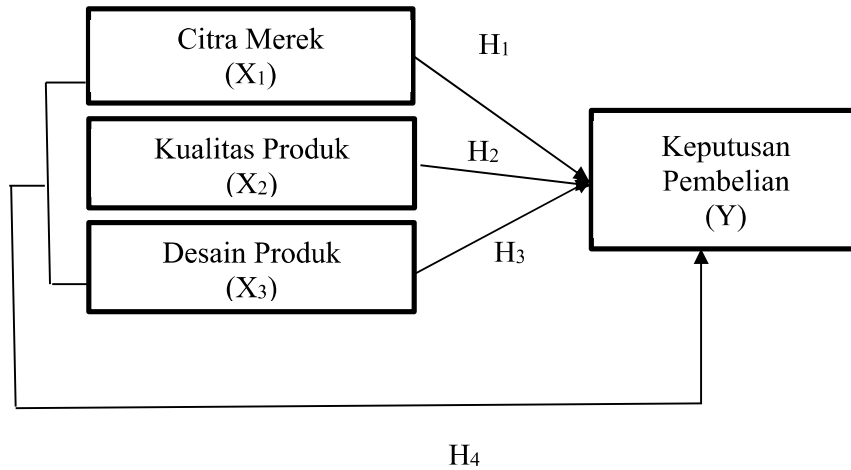 Citra Merek
(X₁)
H₁
Kualitas Produk
(X₂)
H₂
Desain Produk
(X₃)
H₃
Keputusan
Pembelian
(Y)
H₄